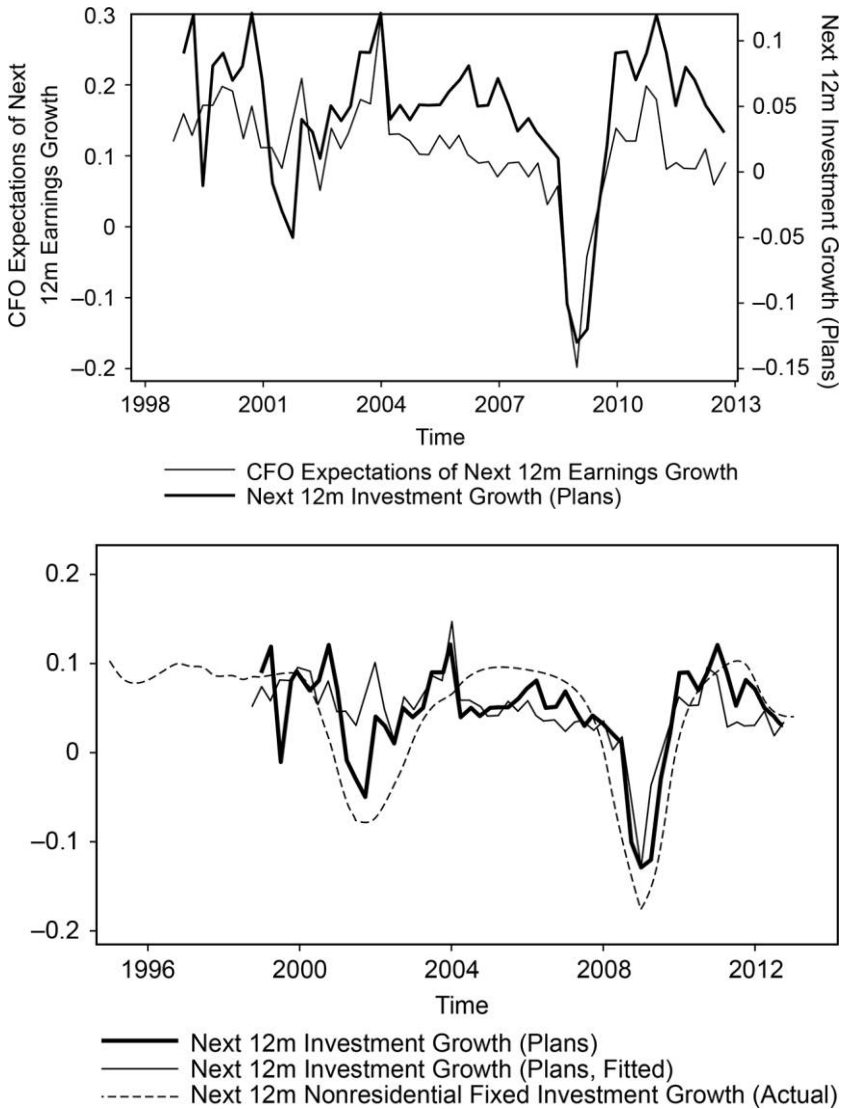 CFO Expectations of Next
12m Earnings Growth
0.3
0.2
0.1
0
–0.1
–0.2
0.1
0.05
0
-0.05
-0.1
-0.15
Next 12m Investment
Growth (Plans)
1998 2001 2004 2007 2010 2013
Time
CFO Expectations of Next 12m Earnings Growth
Next 12m Investment Growth (Plans)
0.2
0.1
0
–0.1
–0.2
1996 2000 2004 2008 2012
Time
Next 12m Investment Growth (Plans)
Next 12m Investment Growth (Plans, Fitted)
Next 12m Nonresidential Fixed Investment Growth (Actual)